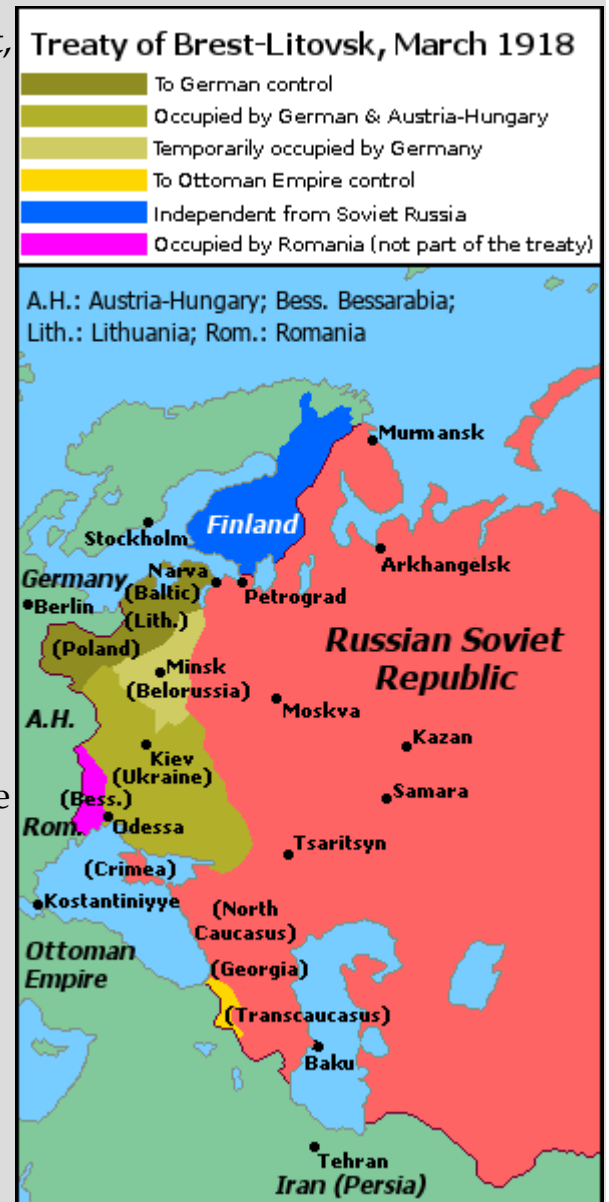 t,
Treaty of Brest-Litovsk, March 1918
To German control
Occupied by German & Austria-Hungary
Temporarily occupied by Germany
To Ottoman Empire control
Independent from Soviet Russia
Occupied by Romania (not part of the treaty)
A.H.: Austria-Hungary; Bess. Bessarabia;
Lith.: Lithuania; Rom.: Romania
Murmansk
Finland
Stockholm
Arkhangelsk
Narva
Germany
(Baltic)
Petrograd
Berlin
(Lith.)
(Poland)
Russian Soviet
Republic
Minsk
(Belorussia)
Moskva
A.H.
Kazan
Kiev
(Ukraine)
Samara
e
(Bess.)
Rom.
Odessa
Tsaritsyn
(Crimea)
Kostantiniyye
(North
Caucasus)
Ottoman
Empire
(Georgia)
(Transcaucasus)
Baku
Tehran
Iran (Persia)